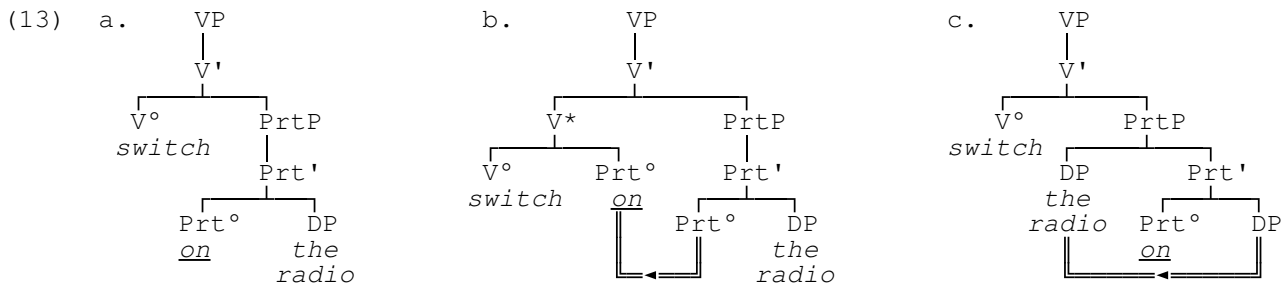 (13) a. VP b. VP c. VP
V' V' V'
V° PrtP V* PrtP V° PrtP
switch switch
Prt' V° Prt° Prt' DP Prt'
switch on the
Prt° DP Prt° DP radio Prt° DP
on the the on
radio radio